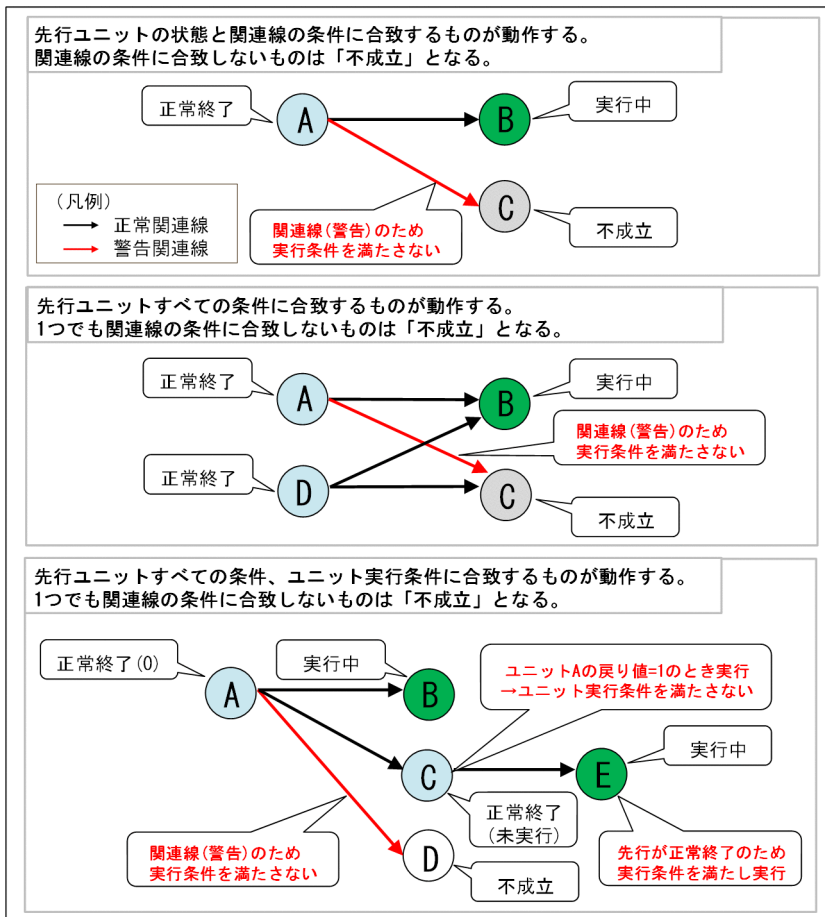 先行ユニットの状態と関連線の条件に合致するものが動作する。
関連線の条件に合致しないものは「不成立」となる。
正常終了
A
B
実行中
(凡例)
正常関連線
警告関連線
関連線(警告)のため
実行条件を満たさない
C
不成立
先行ユニットすべての条件に合致するものが動作する。
1つでも関連線の条件に合致しないものは「不成立」となる。
正常終了
A
B
実行中
関連線(警告)のため
実行条件を満たさない
正常終了
D
C
不成立
先行ユニットすべての条件、ユニット実行条件に合致するものが動作する。
1つでも関連線の条件に合致しないものは「不成立」となる。
正常終了(0)
A
実行中
B
ユニットAの戻り値=1のとき実行
→ユニット実行条件を満たさない
C
正常終了
(未実行)
E
実行中
関連線(警告)のため
実行条件を満たさない
D
不成立
先行が正常終了のため
実行条件を満たし実行